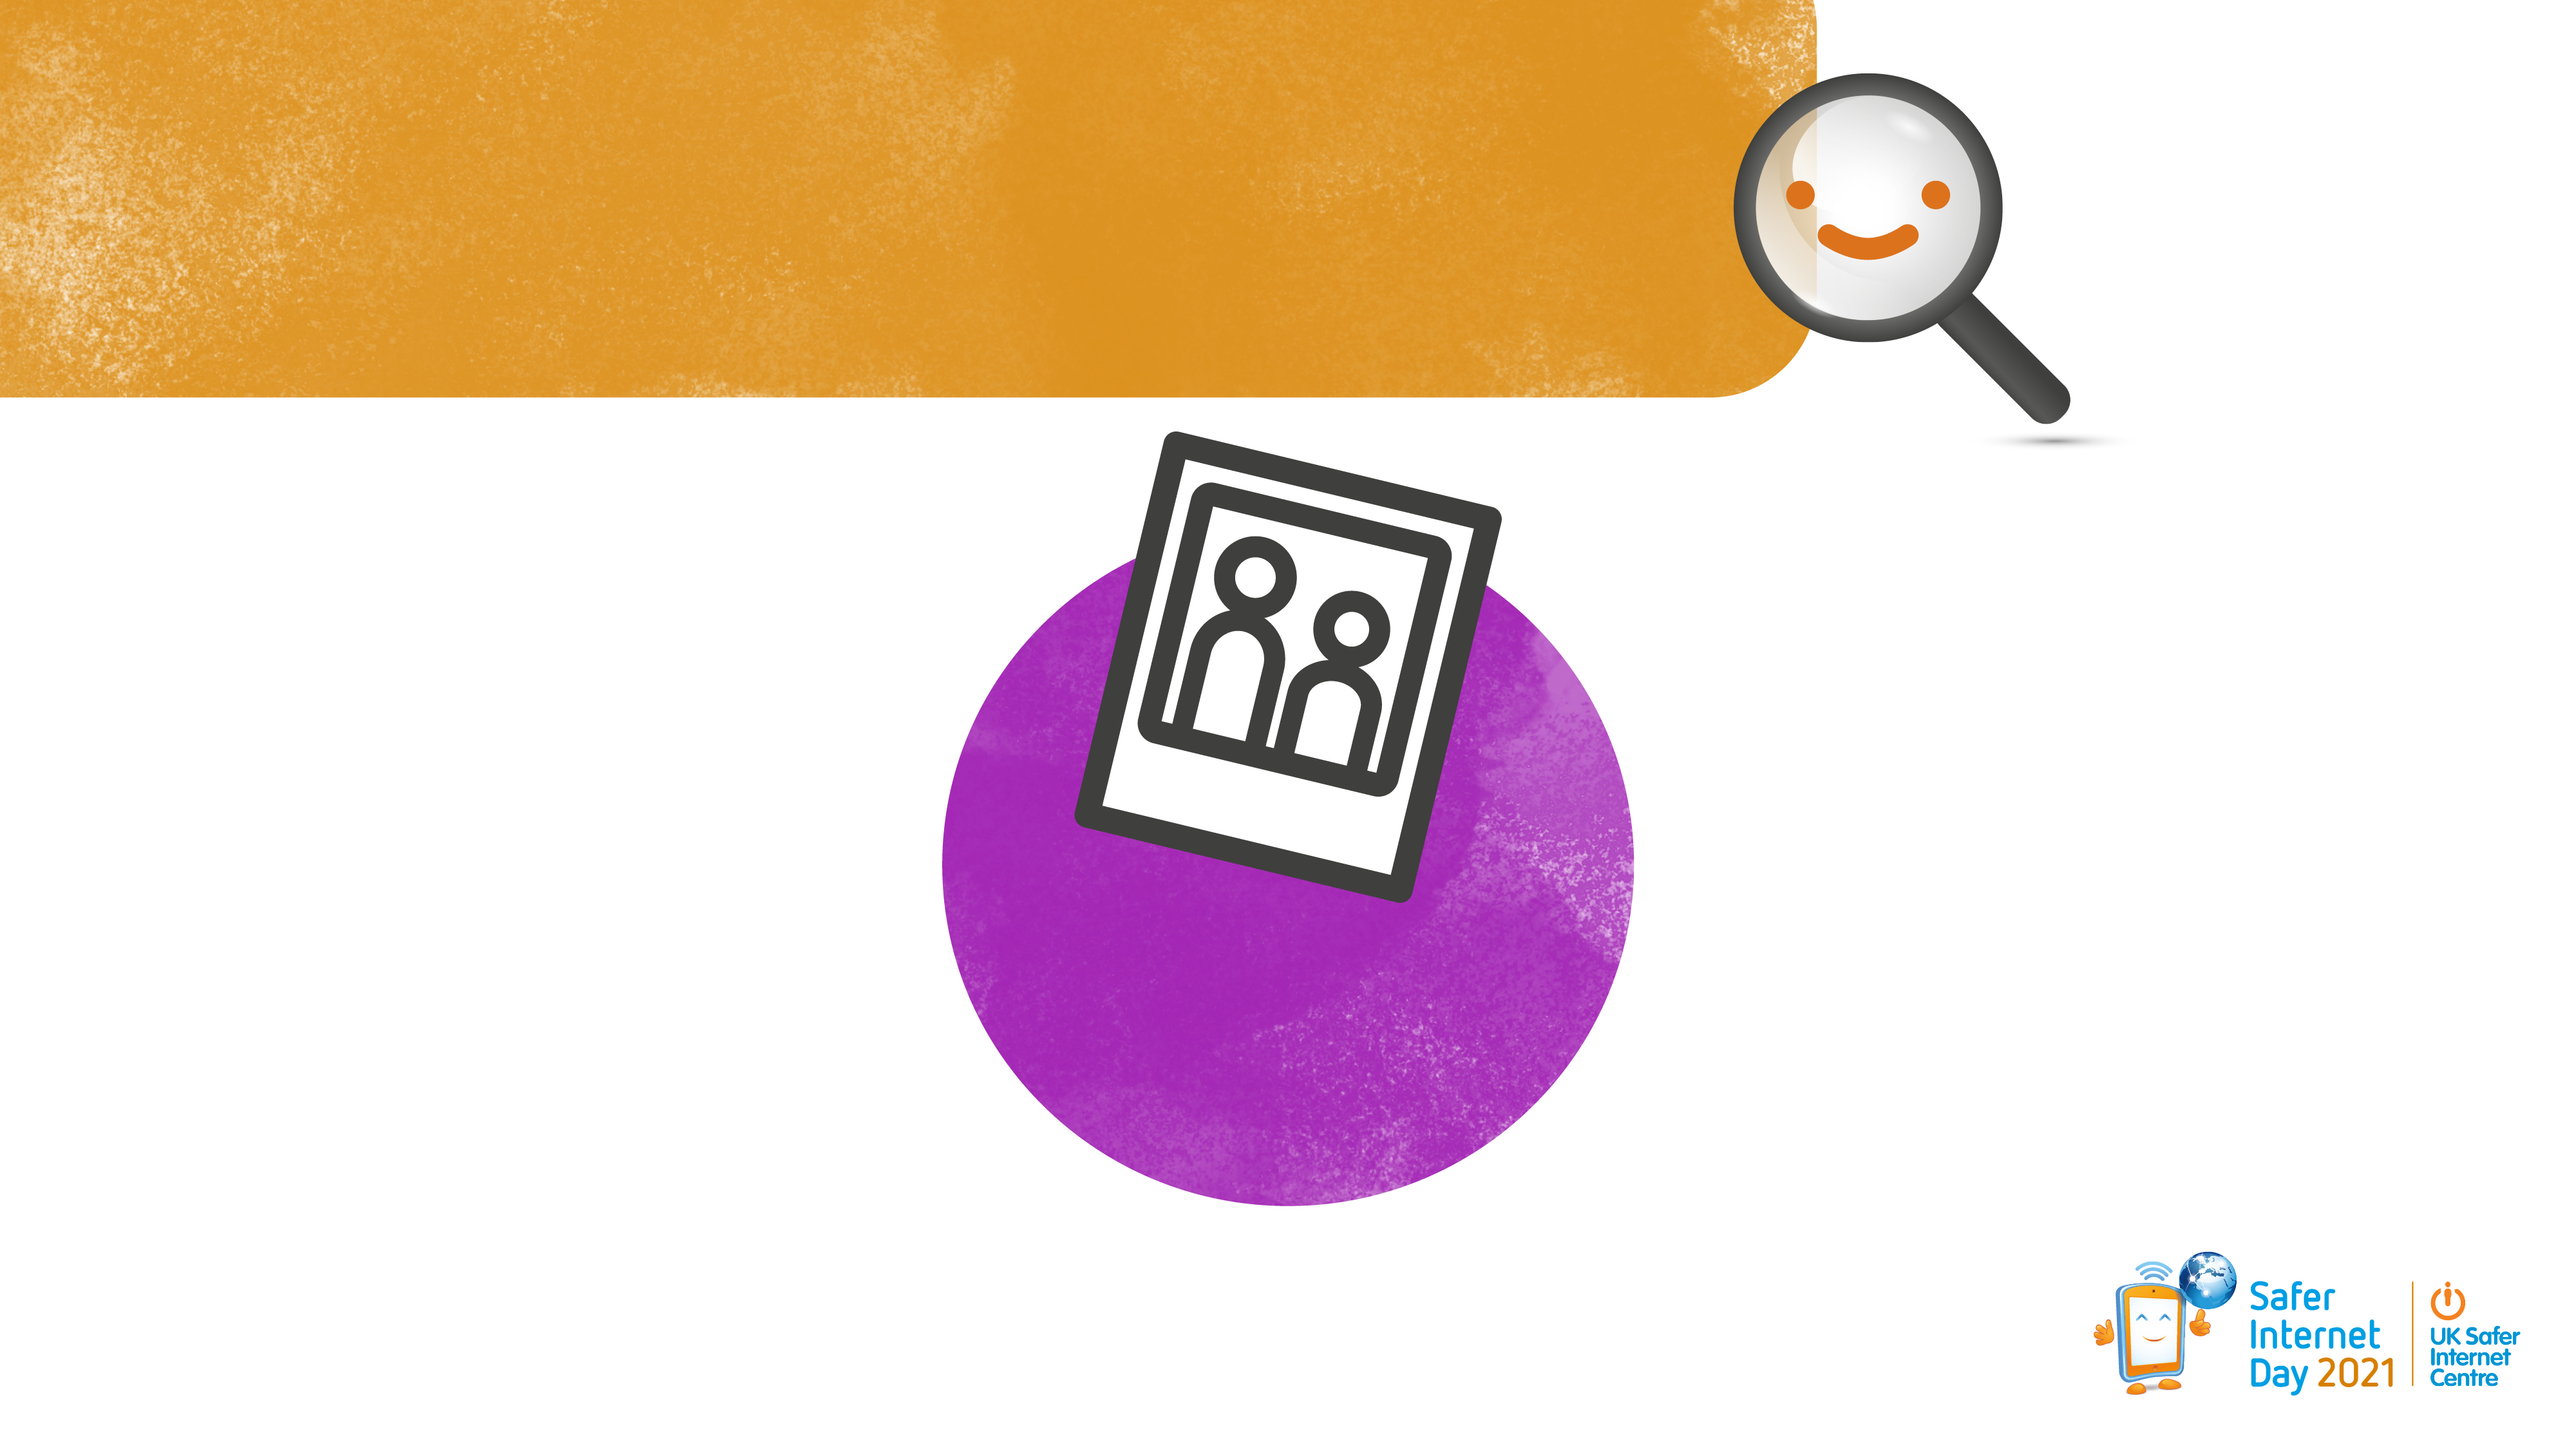 Safer
Internet
Day 2021
UK Safer
Internet
Centre